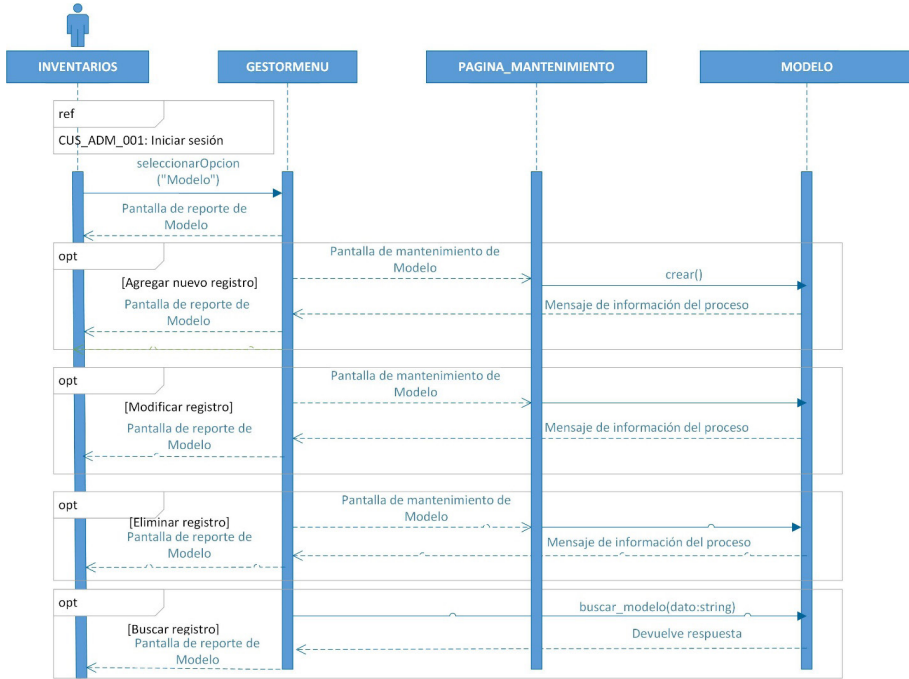 INVENTARIOS
GESTORMENU
PAGINA_MANTENIMIENTO
MODELO
ref
CUS_ADM_001: Iniciar sesión
seleccionarOpcion
("Modelo")
Pantalla de reporte de
Modelo
opt
[Agregar nuevo registro]
Pantalla de mantenimiento de
Modelo
crear()
Mensaje de información del proceso
Pantalla de reporte de
Modelo
opt
[Modificar registro]
Pantalla de mantenimiento de
Modelo
Mensaje de información del proceso
Pantalla de reporte de
Modelo
opt
[Eliminar registro]
Pantalla de mantenimiento de
Modelo
Mensaje de información del proceso
Pantalla de reporte de
Modelo
opt
[Buscar registro]
buscar_modelo(dato:string)
Devuelve respuesta
Pantalla de reporte de
Modelo